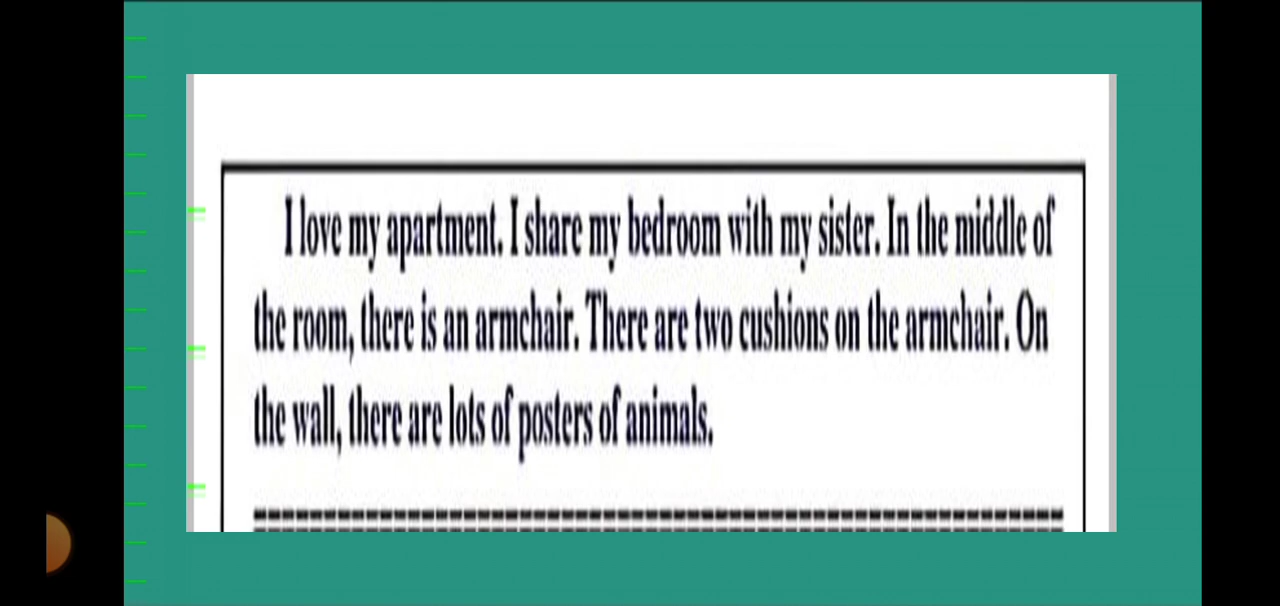 I love my apartment. I share my bedroom with my sister. In the middle of
the room, there is an armchair. There are two cushions on the armchair. On
the wall, there are lots of posters of animals.